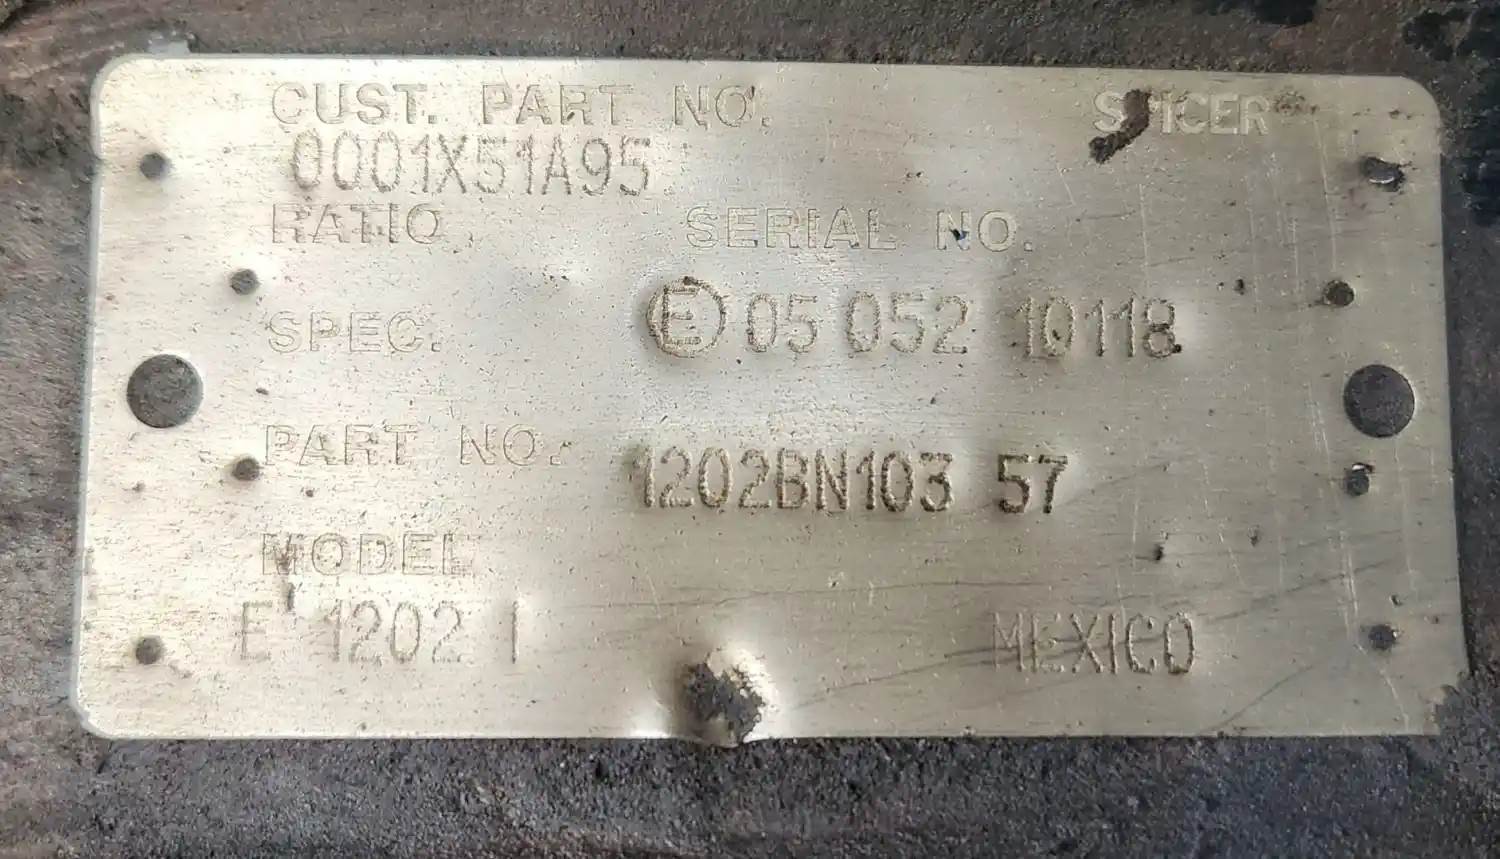 CUST. PART NO. SPICER
0001X51A95
RATIO SERIAL NO.
SPEC. Ⓔ 05 052 10118
PART NO. 1202BN103 57
MODEL
E 1202 I
MEXICO